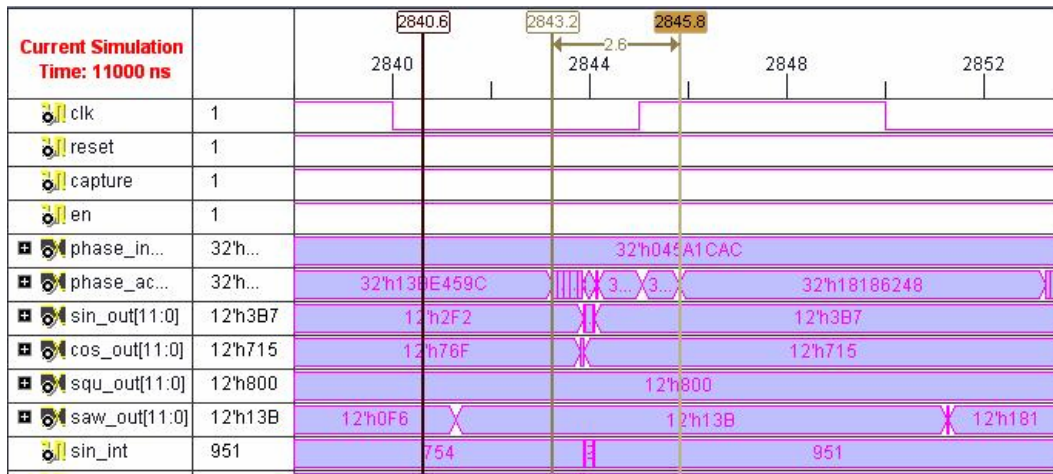 2840.6 2843.2 2845.8
2.6
Current Simulation
Time: 11000 ns
2840 2844 2848 2852
clk 1
reset 1
capture 1
en 1
phase_in... 32'h... 32'h045A1CAC
phase_ac... 32'h... 32'h13BE459C 3... 3... 32'h18186248
sin_out[11:0] 12'h3B7 12'h2F2 12'h3B7
cos_out[11:0] 12'h715 12'h76F 12'h715
squ_out[11:0] 12'h800 12'h800
saw_out[11:0] 12'h13B 12'h0F6 12'h13B 12'h181
sin_int 951 754 951